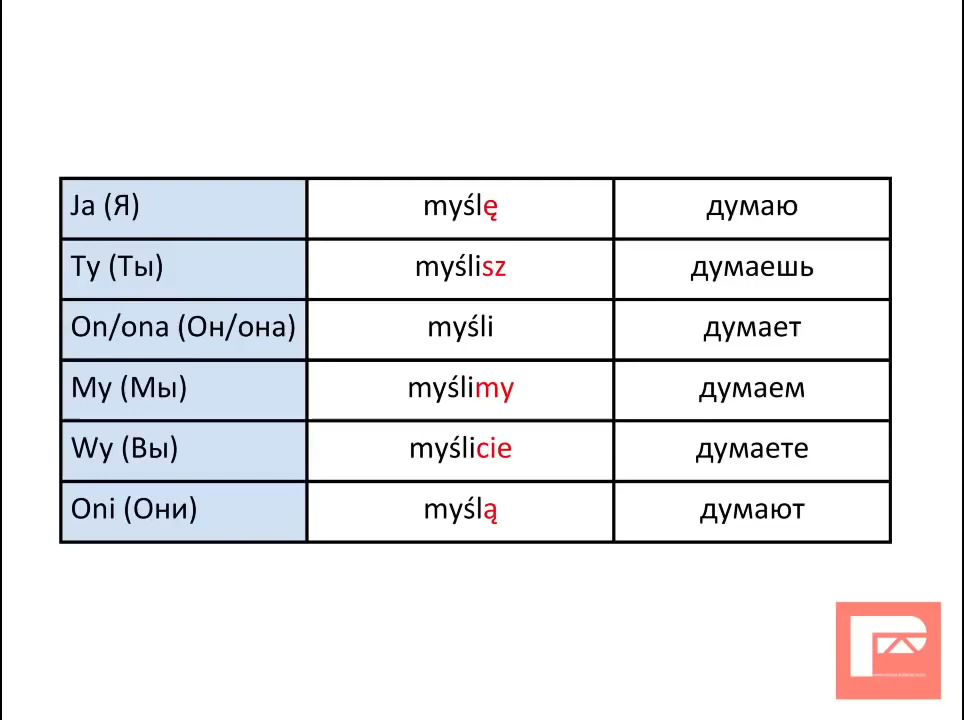 Ja (Я) myślę думаю
Ty (Ты) myślisz думаешь
On/ona (Он/она) myśli думает
My (Мы) myślimy думаем
Wy (Вы) myślicie думаете
Oni (Они) myślą думают